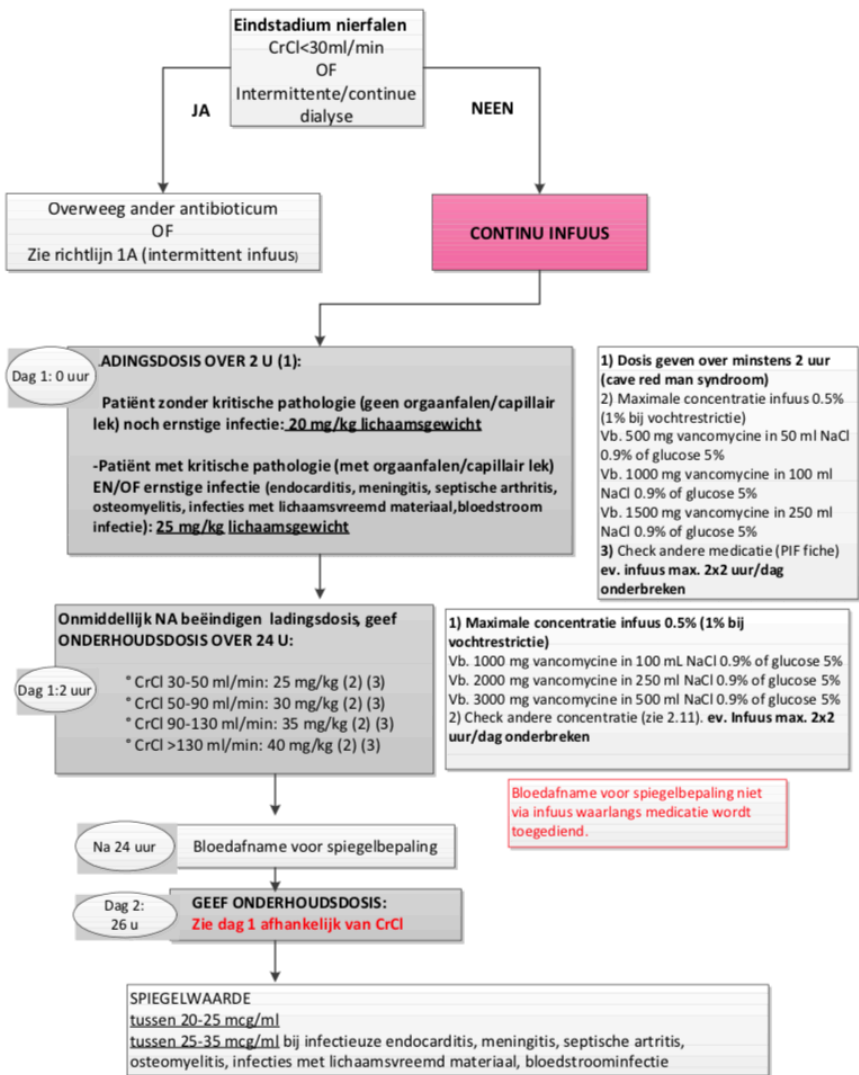 Eindstadium nierfalen
CrCl<30ml/min
OF
Intermittente/continue
dialyse
JA
NEEN
Overweeg ander antibioticum
OF
Zie richtlijn 1A (intermittent infuus)
CONTINU INFUUS
Dag 1: 0 uur
.ADINGSDOSIS OVER 2 U (1):
Patiënt zonder kritische pathologie (geen orgaanfalen/capillair
lek) noch ernstige infectie: 20 mg/kg lichaamsgewicht
-Patiënt met kritische pathologie (met orgaanfalen/capillair lek)
EN/OF ernstige infectie (endocarditis, meningitis, septische arthritis,
osteomyelitis, infecties met lichaamsvreemd materiaal,bloedstroom
infectie): 25 mg/kg lichaamsgewicht
1) Dosis geven over minstens 2 uur
(cave red man syndroom)
2) Maximale concentratie infuus 0.5%
(1% bij vochtrestrictie)
Vb. 500 mg vancomycine in 50 ml NaCl
0.9% of glucose 5%
Vb. 1000 mg vancomycine in 100 ml
NaCl 0.9% of glucose 5%
Vb. 1500 mg vancomycine in 250 ml
NaCl 0.9% of glucose 5%
3) Check andere medicatie (PIF fiche)
ev. infuus max. 2x2 uur/dag
onderbreken
Dag 1:2 uur
Onmiddellijk NA beëindigen ladingsdosis, geef
ONDERHOUDSDOSIS OVER 24 U:
° CrCl 30-50 ml/min: 25 mg/kg (2) (3)
° CrCl 50-90 ml/min: 30 mg/kg (2) (3)
° CrCl 90-130 ml/min: 35 mg/kg (2) (3)
° CrCl >130 ml/min: 40 mg/kg (2) (3)
1) Maximale concentratie infuus 0.5% (1% bij
vochtrestrictie)
Vb. 1000 mg vancomycine in 100 mL NaCl 0.9% of glucose 5%
Vb. 2000 mg vancomycine in 250 ml NaCl 0.9% of glucose 5%
Vb. 3000 mg vancomycine in 500 ml NaCl 0.9% of glucose 5%
2) Check andere concentratie (zie 2.11). ev. Infuus max. 2x2
uur/dag onderbreken
Bloedafname voor spiegelbepaling niet
via infuus waarlangs medicatie wordt
toegediend.
Na 24 uur
Bloedafname voor spiegelbepaling
Dag 2:
26 u
GEEF ONDERHOUDSDOSIS:
Zie dag 1 afhankelijk van CrCl
SPIEGELWAARDE
tussen 20-25 mcg/ml
tussen 25-35 mcg/ml bij infectieuze endocarditis, meningitis, septische artritis,
osteomyelitis, infecties met lichaamsvreemd materiaal, bloedstroominfectie